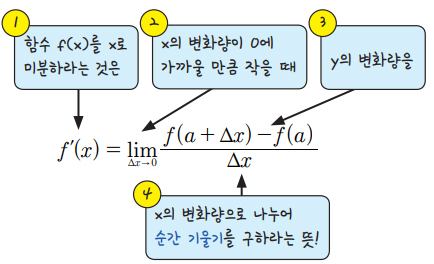 1
함수 f(x)를 x로
미분하라는 것은
2
x의 변화량이 0에
가까울 만큼 작을 때
3
y의 변화량을
f′(x) = lim Δx→0 f(a + Δx) − f(a) / Δx
4
x의 변화량으로 나누어
순간 기울기를 구하라는 뜻!